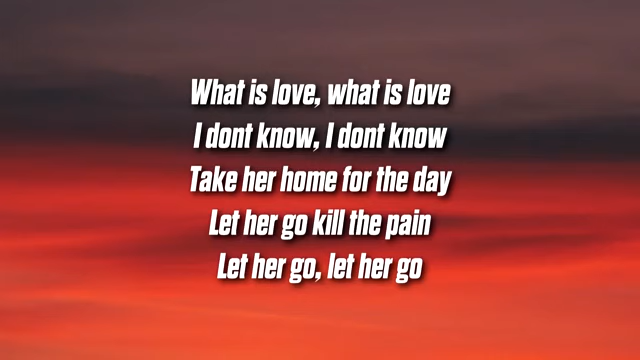 What is love, what is love
I dont know, I dont know
Take her home for the day
Let her go kill the pain
Let her go, let her go